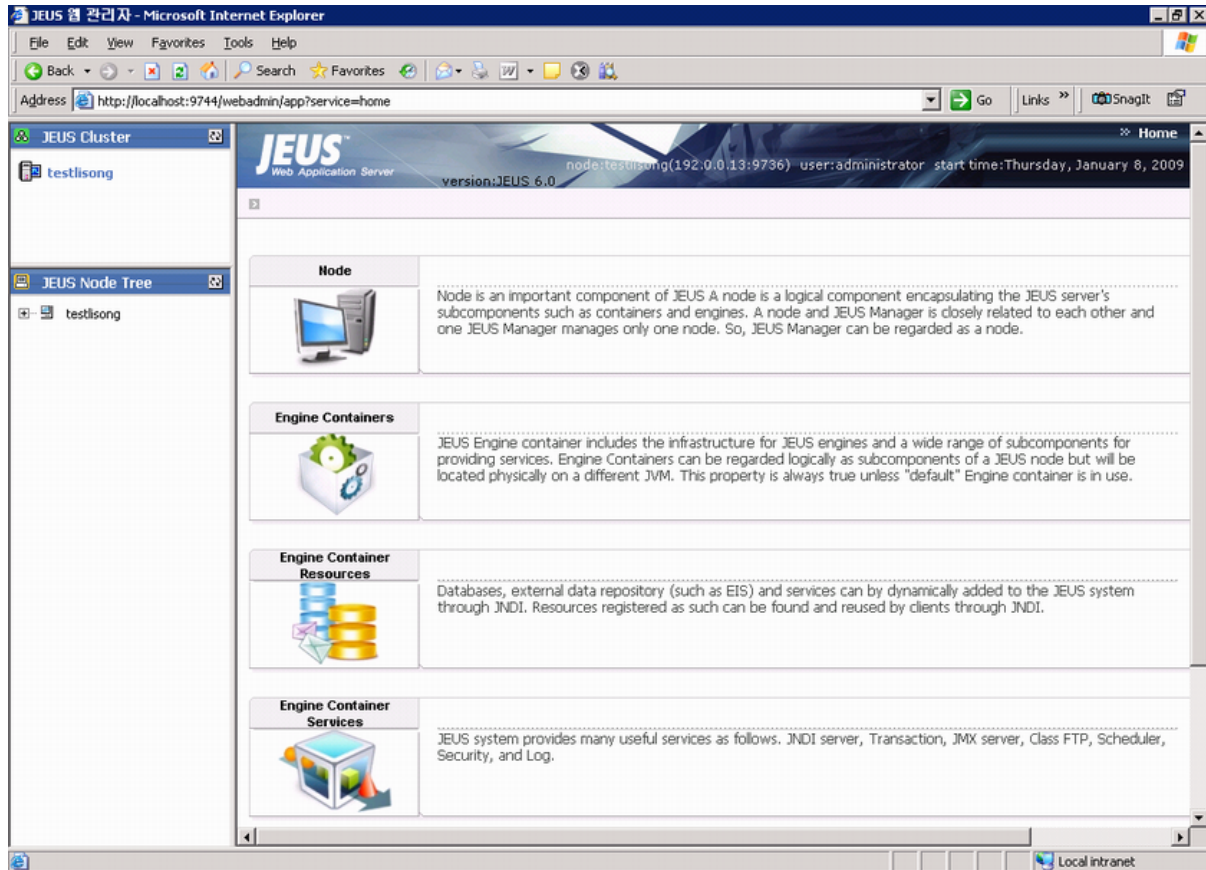 JEUS 웹 관리자 - Microsoft Internet Explorer
File Edit View Favorites Tools Help
Back Search Favorites
Address http://localhost:9744/webadmin/app?service=home Go Links » SnagIt
JEUS Cluster
testlisong
JEUS Node Tree
testlisong
JEUS™
Web Application Server
» Home
node:testlisong(192.0.0.13:9736) user:administrator start time:Thursday, January 8, 2009
version:JEUS 6.0
Node
Node is an important component of JEUS A node is a logical component encapsulating the JEUS server's
subcomponents such as containers and engines. A node and JEUS Manager is closely related to each other and
one JEUS Manager manages only one node. So, JEUS Manager can be regarded as a node.
Engine Containers
JEUS Engine container includes the infrastructure for JEUS engines and a wide range of subcomponents for
providing services. Engine Containers can be regarded logically as subcomponents of a JEUS node but will be
located physically on a different JVM. This property is always true unless "default" Engine container is in use.
Engine Container
Resources
Databases, external data repository (such as EIS) and services can by dynamically added to the JEUS system
through JNDI. Resources registered as such can be found and reused by clients through JNDI.
Engine Container
Services
JEUS system provides many useful services as follows. JNDI server, Transaction, JMX server, Class FTP, Scheduler,
Security, and Log.
Local intranet